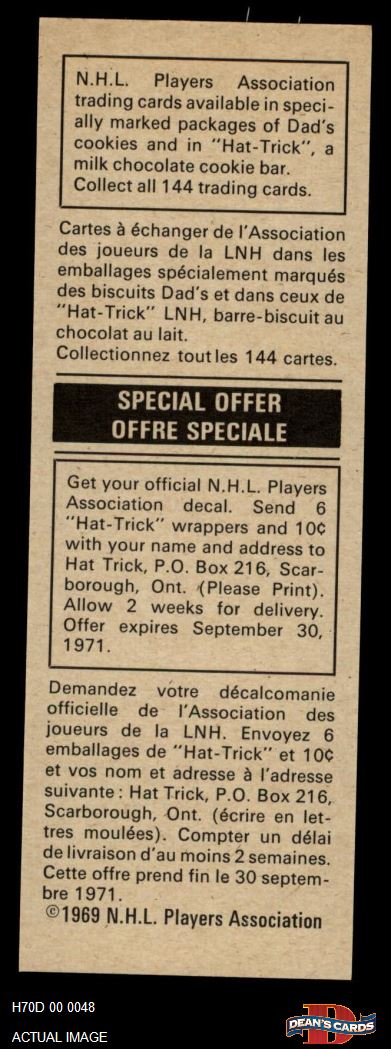 N.H.L. Players Association
trading cards available in speci-
ally marked packages of Dad's
cookies and in "Hat-Trick", a
milk chocolate cookie bar.
Collect all 144 trading cards.
Cartes à échanger de l'Association
des joueurs de la LNH dans les
emballages spécialement marqués
des biscuits Dad's et dans ceux de
"Hat-Trick" LNH, barre-biscuit au
chocolat au lait.
Collectionnez toutles 144 cartes.
SPECIAL OFFER
OFFRE SPECIALE
Get your official N.H.L. Players
Association decal. Send 6
"Hat-Trick" wrappers and 10¢
with your name and address to
Hat Trick, P.O. Box 216, Scar-
borough, Ont. (Please Print).
Allow 2 weeks for delivery.
Offer expires September 30,
1971.
Demandez votre décalcomanie
officielle de l'Association des
joueurs de la LNH. Envoyez 6
emballages de "Hat-Trick" et 10¢
et vos nom et adresse à l'adresse
suivante : Hat Trick, P.O. Box 216,
Scarborough, Ont. (écrire en let-
tres moulées). Compter un délai
de livraison d'au moins 2 semaines.
Cette offre prend fin le 30 septem-
bre 1971.
©1969 N.H.L. Players Association
H70D 00 0048
ACTUAL IMAGE
D
DEAN'S CARDS